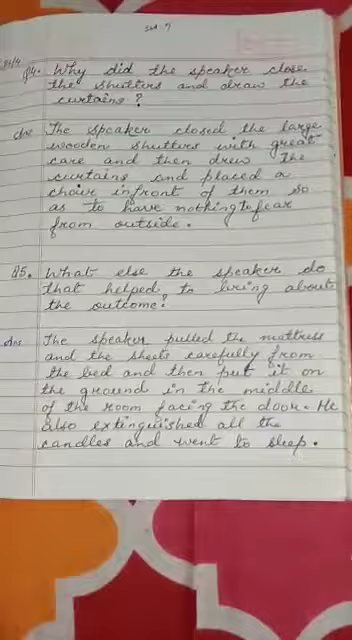 Q4. Why did the speaker close
the shutters and draw the
curtains?
Ans The speaker closed the large
wooden shutters with great
care and then drew The
curtains and placed a
chair infront of them so
as to have nothing to fear
from outside.
Q5. What else the speaker do
that helped to bring about
the outcome?
Ans The speaker pulled the mattress
and the sheets carefully from
the bed and then put it on
the ground in the middle
of the room facing the door. He
also extinguished all the
candles and went to sleep.